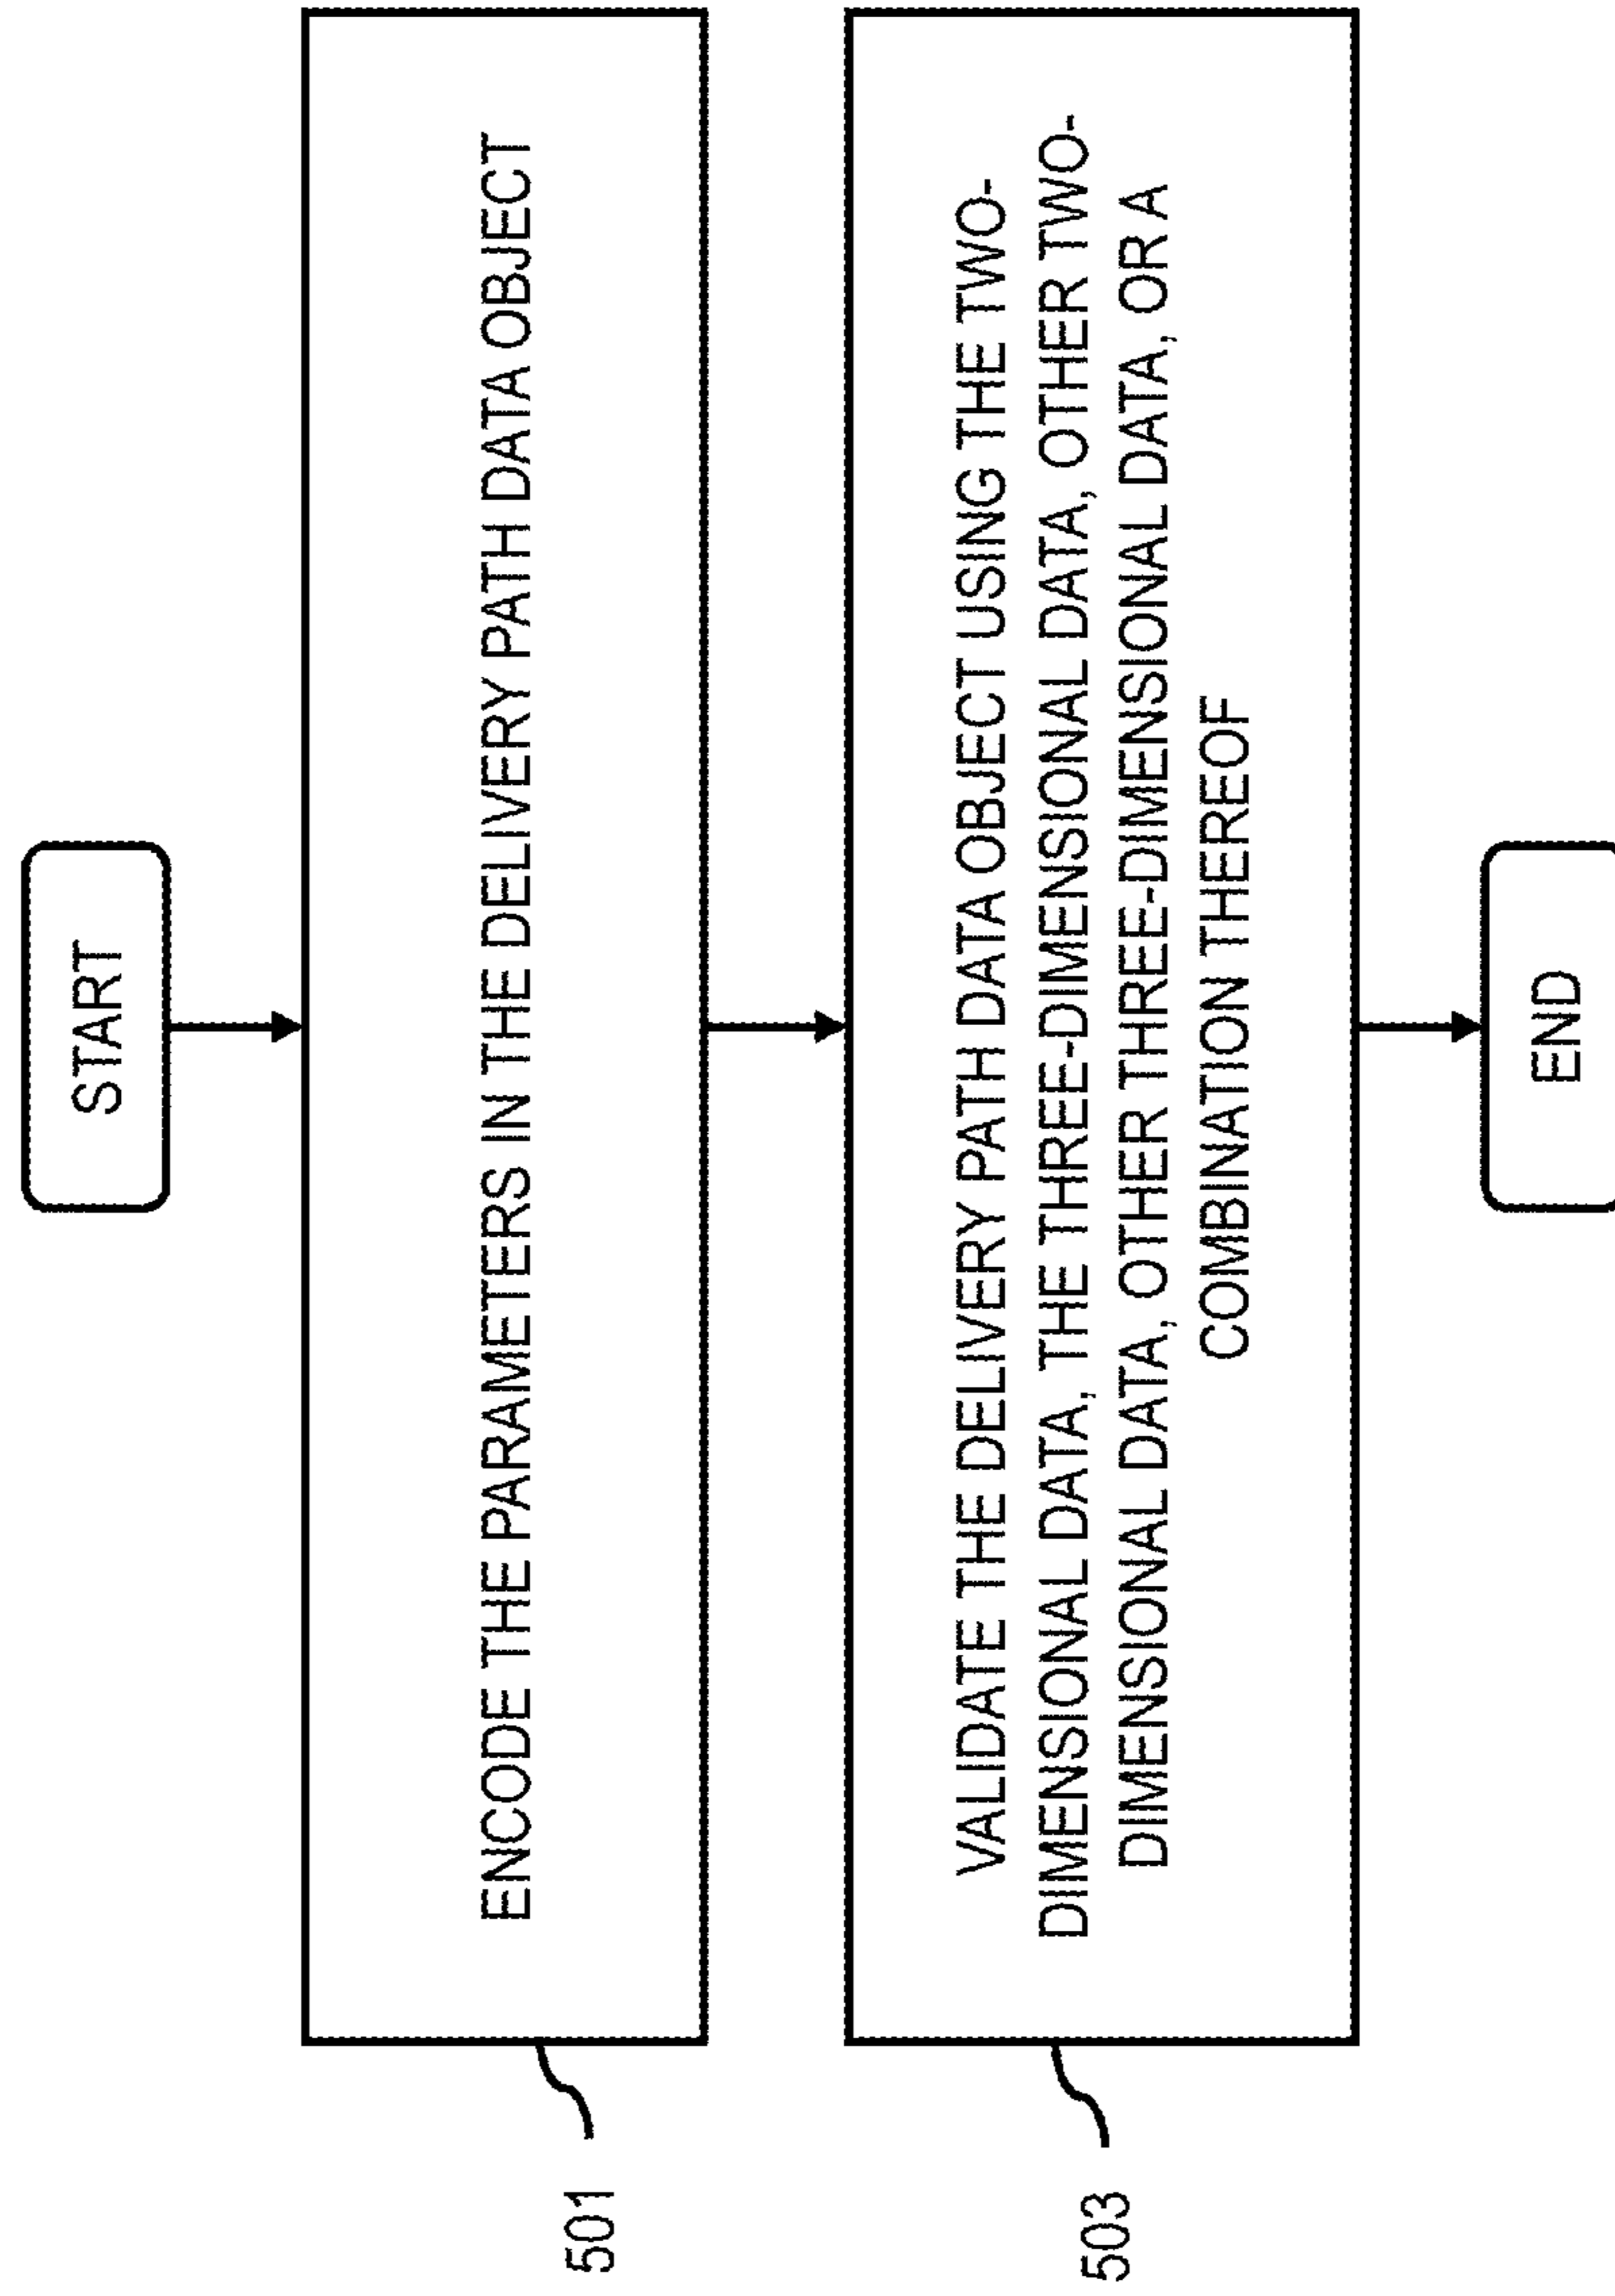 START
501
ENCODE THE PARAMETERS IN THE DELIVERY PATH DATA OBJECT
503
VALIDATE THE DELIVERY PATH DATA OBJECT USING THE TWO-
DIMENSIONAL DATA, THE THREE-DIMENSIONAL DATA, OTHER TWO-
DIMENSIONAL DATA, OTHER THREE-DIMENSIONAL DATA, OR A
COMBINATION THEREOF
END